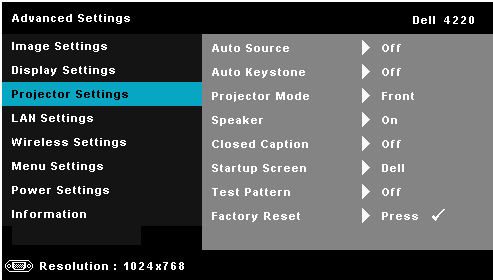 Advanced Settings Dell 4220
Image Settings Auto Source Off
Display Settings Auto Keystone Off
Projector Settings Projector Mode Front
LAN Settings Speaker On
Wireless Settings Closed Caption Off
Menu Settings Startup Screen Dell
Power Settings Test Pattern Off
Information Factory Reset Press ✓
Resolution : 1024x768